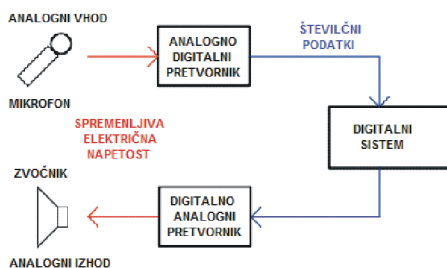 ANALOGNI VHOD
MIKROFON
ANALOGNO
DIGITALNI
PRETVORNIK
ŠTEVILČNI
PODATKI
SPREMENLJIVA
ELEKTRIČNA
NAPETOST
DIGITALNI
SISTEM
ZVOČNIK
DIGITALNO
ANALOGNI
PRETVORNIK
ANALOGNI IZHOD